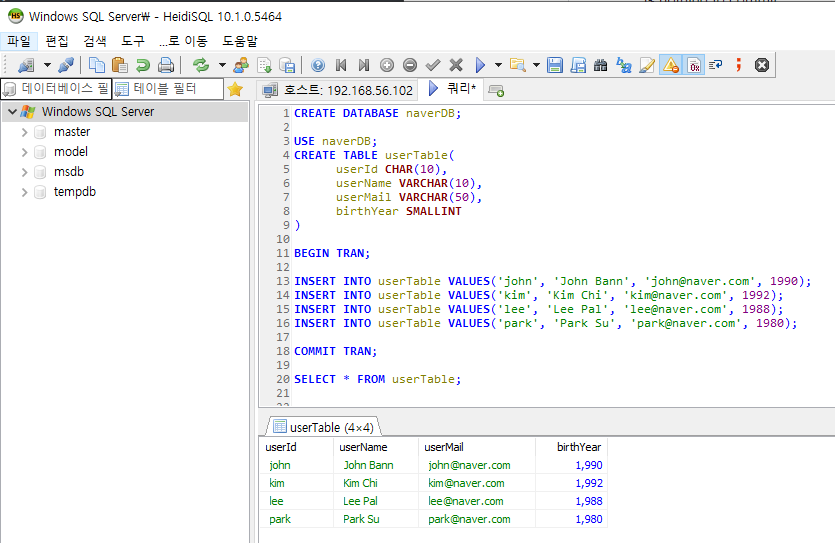 Windows SQL Server\ - HeidiSQL 10.1.0.5464
파일 편집 검색 도구 ...로 이동 도움말
데이터베이스 필 테이블 필터
호스트: 192.168.56.102 쿼리*
Windows SQL Server
master
model
msdb
tempdb
1 CREATE DATABASE naverDB;
2
3 USE naverDB;
4 CREATE TABLE userTable(
5 userId CHAR(10),
6 userName VARCHAR(10),
7 userMail VARCHAR(50),
8 birthYear SMALLINT
9 )
10
11 BEGIN TRAN;
12
13 INSERT INTO userTable VALUES('john', 'John Bann', 'john@naver.com', 1990);
14 INSERT INTO userTable VALUES('kim', 'Kim Chi', 'kim@naver.com', 1992);
15 INSERT INTO userTable VALUES('lee', 'Lee Pal', 'lee@naver.com', 1988);
16 INSERT INTO userTable VALUES('park', 'Park Su', 'park@naver.com', 1980);
17
18 COMMIT TRAN;
19
20 SELECT * FROM userTable;
21
userTable (4×4)
userId userName userMail birthYear
john John Bann john@naver.com 1,990
kim Kim Chi kim@naver.com 1,992
lee Lee Pal lee@naver.com 1,988
park Park Su park@naver.com 1,980